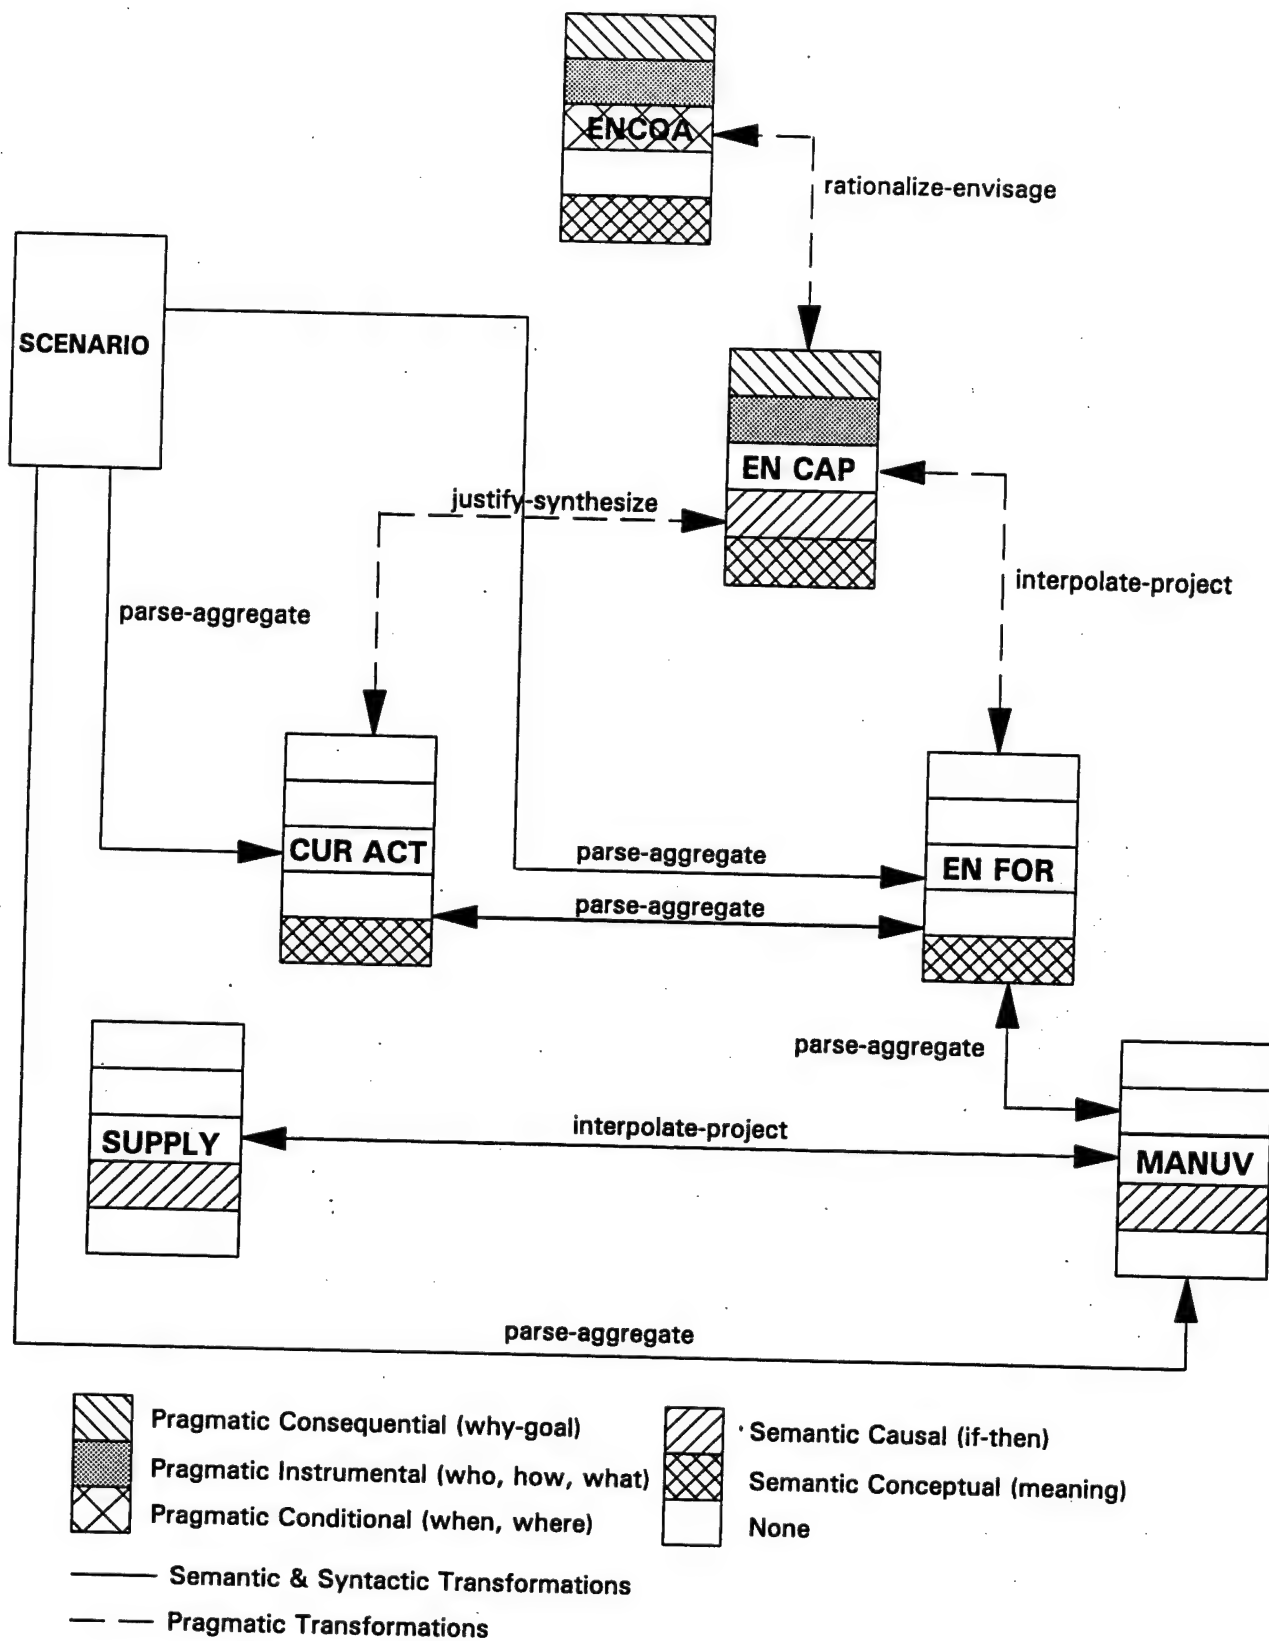 ENCOA
rationalize-envisage
SCENARIO
EN CAP
justify-synthesize
interpolate-project
parse-aggregate
CUR ACT
parse-aggregate
EN FOR
parse-aggregate
parse-aggregate
SUPPLY
interpolate-project
MANUV
parse-aggregate
Pragmatic Consequential (why-goal)
Pragmatic Instrumental (who, how, what)
Pragmatic Conditional (when, where)
Semantic Causal (if-then)
Semantic Conceptual (meaning)
None
Semantic & Syntactic Transformations
Pragmatic Transformations